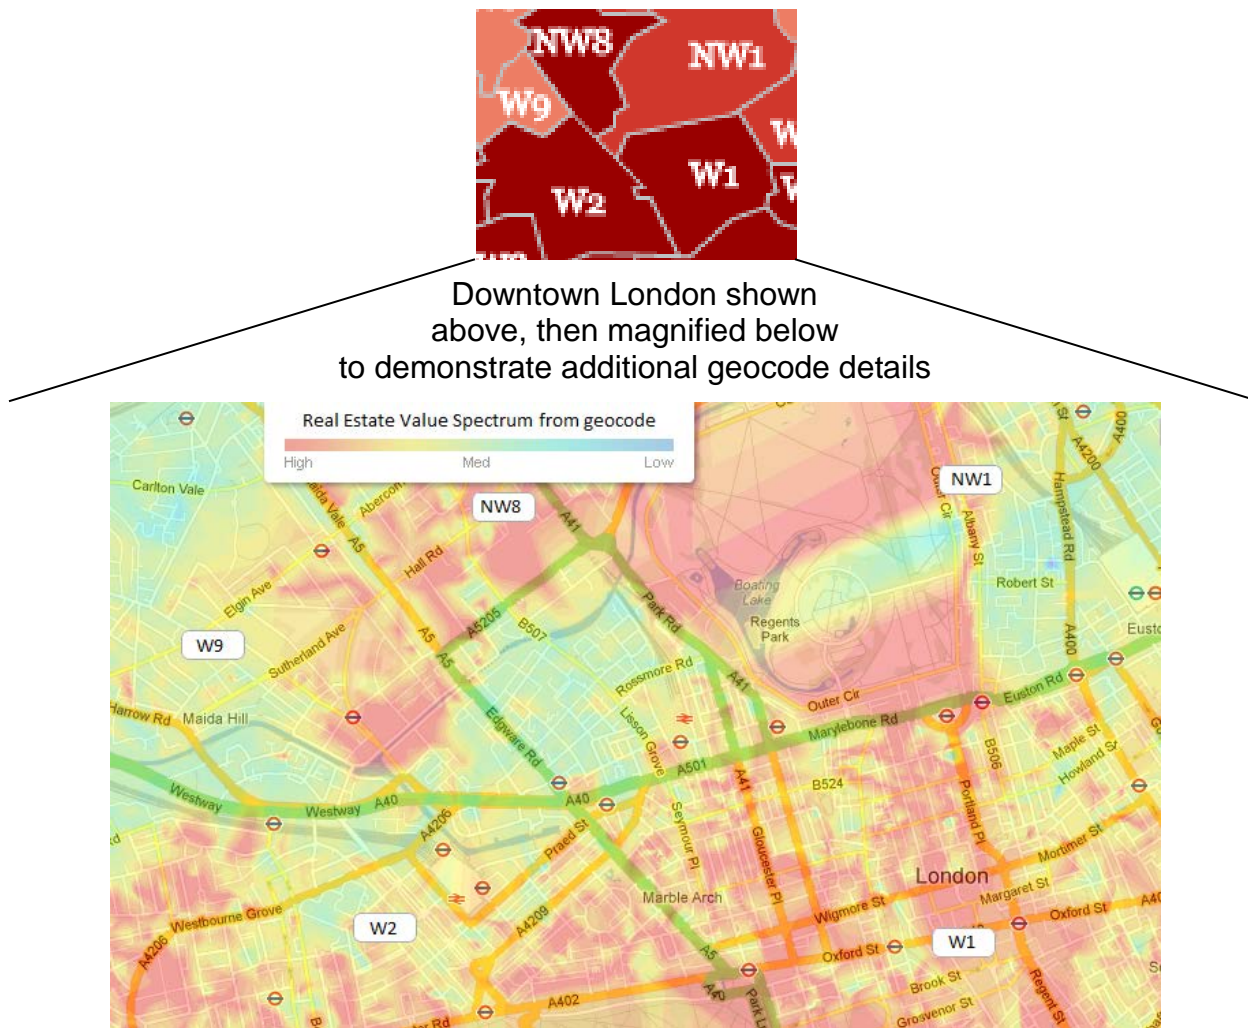 NW8
NW1
W9
W1
W2
Downtown London shown
above, then magnified below
to demonstrate additional geocode details
Real Estate Value Spectrum from geocode
High Med Low
Carlton Vale
A5
Hall Rd
NW8
A41
NW1
Outer Cir
Albany St
Hampstead Rd
A4200
A400
Robert St
Boating
Lake
Regents
Park
Park Rd
Elgin Ave
A5
A5205
B507
A400
W9
Sutherland Ave
A5
Rossmore Rd
A41
Outer Cir
Euston Rd
Harrow Rd
Maida Hill
Edgware Rd
Lisson Grove
Marylebone Rd
A501
B506
Maple St
Howland St
Westway
Westway
A40
A40
A41
B524
Portland Pl
A4206
Praed St
Seymour Pl
Gloucester Pl
Mortimer St
London
Marble Arch
Margaret St
Westbourne Grove
A4209
Wigmore St
Oxford St
W2
A4206
A5
Oxford St
W1
Brook St
A402
Regent St
Grosvenor St